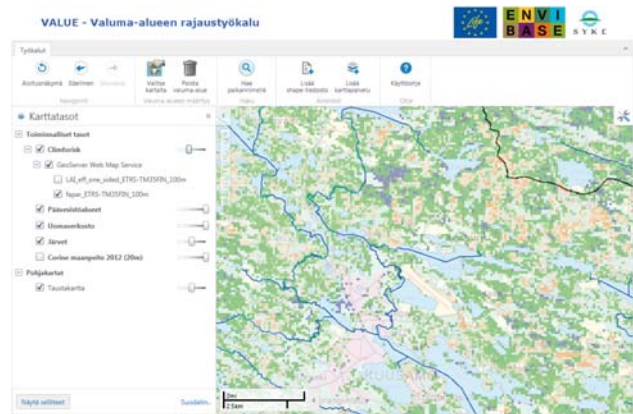 VALUE - Valuma-alueen rajaustyökalu
ENVI
BASE
SYKE
Työkalut
Aloitusnäkymä Edellinen Seuraava
Valitse kartalta
Poista valuma-alue
Hae paikannimellä
Lisää shape-tiedosto
Lisää karttapalvelu
Käyttöohje
Navigointi
Valuma-alueen määritys
Haku
Aineistot
Ohje
Karttatasot
Toiminnalliset tasot
Climforisk
GeoServer Web Map Service
LAI_eff_one_sided_ETRS-TM35FIN_100m
fapar_ETRS-TM35FIN_100m
Päävesistöalueet
Uomaverkosto
Järvet
Corine maanpeite 2012 (20m)
Pohjakartat
Taustakartta
Näytä selitteet
Suodatin..
2mi
2.5km